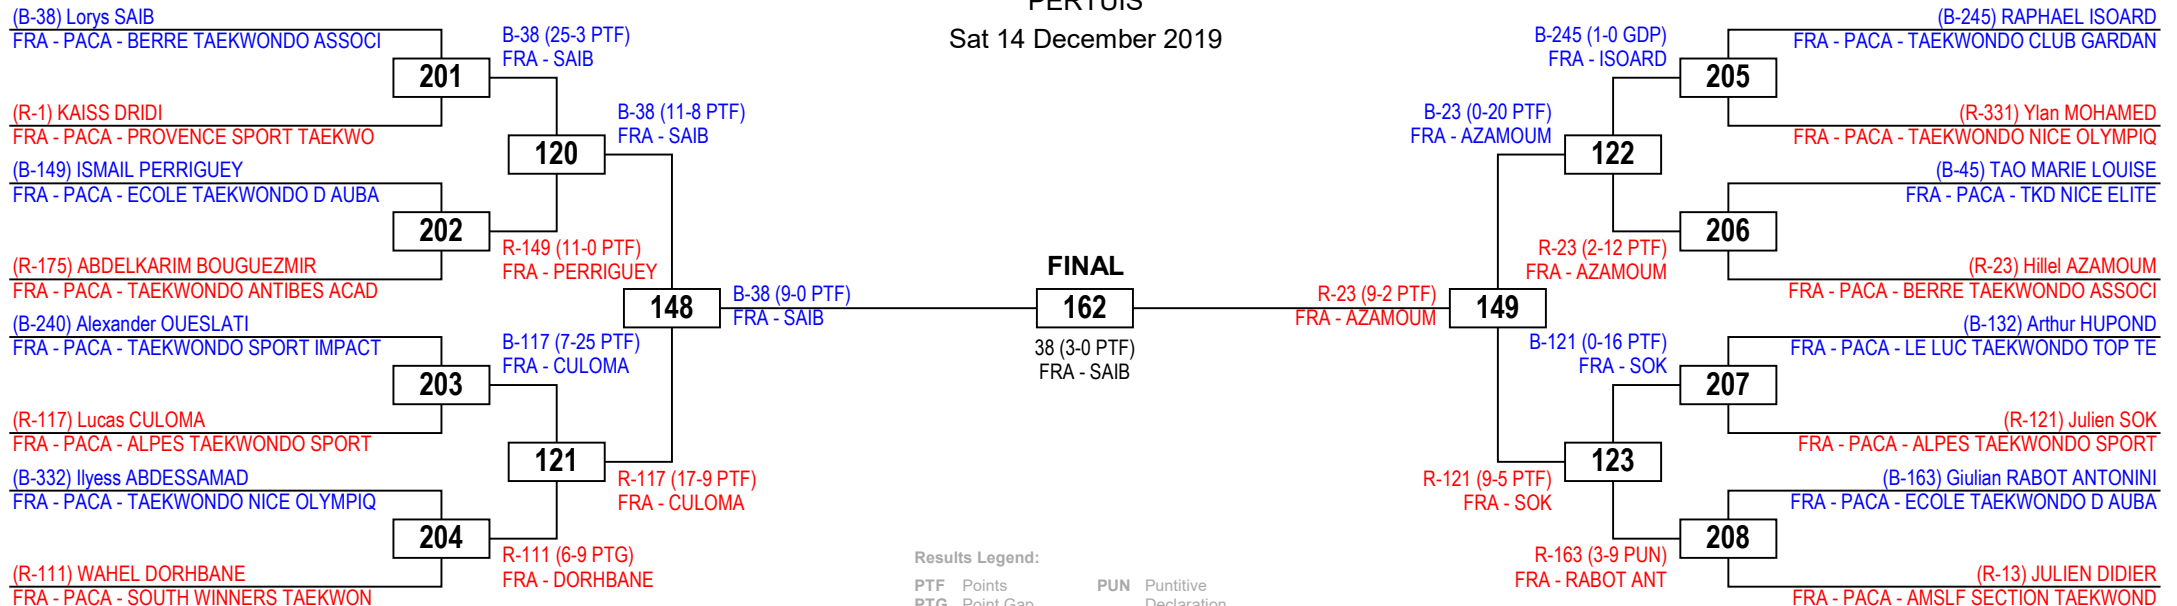 PERTUIS
Sat 14 December 2019
(B-38) Lorys SAIB
FRA - PACA - BERRE TAEKWONDO ASSOCI
201
(R-1) KAISS DRIDI
FRA - PACA - PROVENCE SPORT TAEKWO
(B-149) ISMAIL PERRIGUEY
FRA - PACA - ECOLE TAEKWONDO D AUBA
202
(R-175) ABDELKARIM BOUGUEZMIR
FRA - PACA - TAEKWONDO ANTIBES ACAD
(B-240) Alexander OUESLATI
FRA - PACA - TAEKWONDO SPORT IMPACT
203
(R-117) Lucas CULOMA
FRA - PACA - ALPES TAEKWONDO SPORT
(B-332) Ilyess ABDESSAMAD
FRA - PACA - TAEKWONDO NICE OLYMPIQ
204
(R-111) WAHEL DORHBANE
FRA - PACA - SOUTH WINNERS TAEKWON
B-38 (25-3 PTF)
FRA - SAIB
120
R-149 (11-0 PTF)
FRA - PERRIGUEY
B-117 (7-25 PTF)
FRA - CULOMA
121
R-111 (6-9 PTG)
FRA - DORHBANE
B-38 (11-8 PTF)
FRA - SAIB
148
R-117 (17-9 PTF)
FRA - CULOMA
B-38 (9-0 PTF)
FRA - SAIB
FINAL
162
38 (3-0 PTF)
FRA - SAIB
R-23 (9-2 PTF)
FRA - AZAMOUM
B-23 (0-20 PTF)
FRA - AZAMOUM
149
R-121 (9-5 PTF)
FRA - SOK
B-245 (1-0 GDP)
FRA - ISOARD
122
R-23 (2-12 PTF)
FRA - AZAMOUM
B-121 (0-16 PTF)
FRA - SOK
123
R-163 (3-9 PUN)
FRA - RABOT ANT
(B-245) RAPHAEL ISOARD
FRA - PACA - TAEKWONDO CLUB GARDAN
205
(R-331) Ylan MOHAMED
FRA - PACA - TAEKWONDO NICE OLYMPIQ
(B-45) TAO MARIE LOUISE
FRA - PACA - TKD NICE ELITE
206
(R-23) Hillel AZAMOUM
FRA - PACA - BERRE TAEKWONDO ASSOCI
(B-132) Arthur HUPOND
FRA - PACA - LE LUC TAEKWONDO TOP TE
207
(R-121) Julien SOK
FRA - PACA - ALPES TAEKWONDO SPORT
(B-163) Giulian RABOT ANTONINI
FRA - PACA - ECOLE TAEKWONDO D AUBA
208
(R-13) JULIEN DIDIER
FRA - PACA - AMSLF SECTION TAEKWOND
Results Legend:
PTF Points PUN Puntitive
PTG Point Gap Declaration